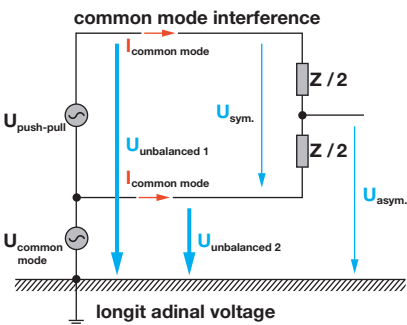 common mode interference
I common mode
Z / 2
U sym.
U push-pull
U unbalanced 1
Z / 2
I common mode
U asym.
U common mode
U unbalanced 2
longit adinal voltage